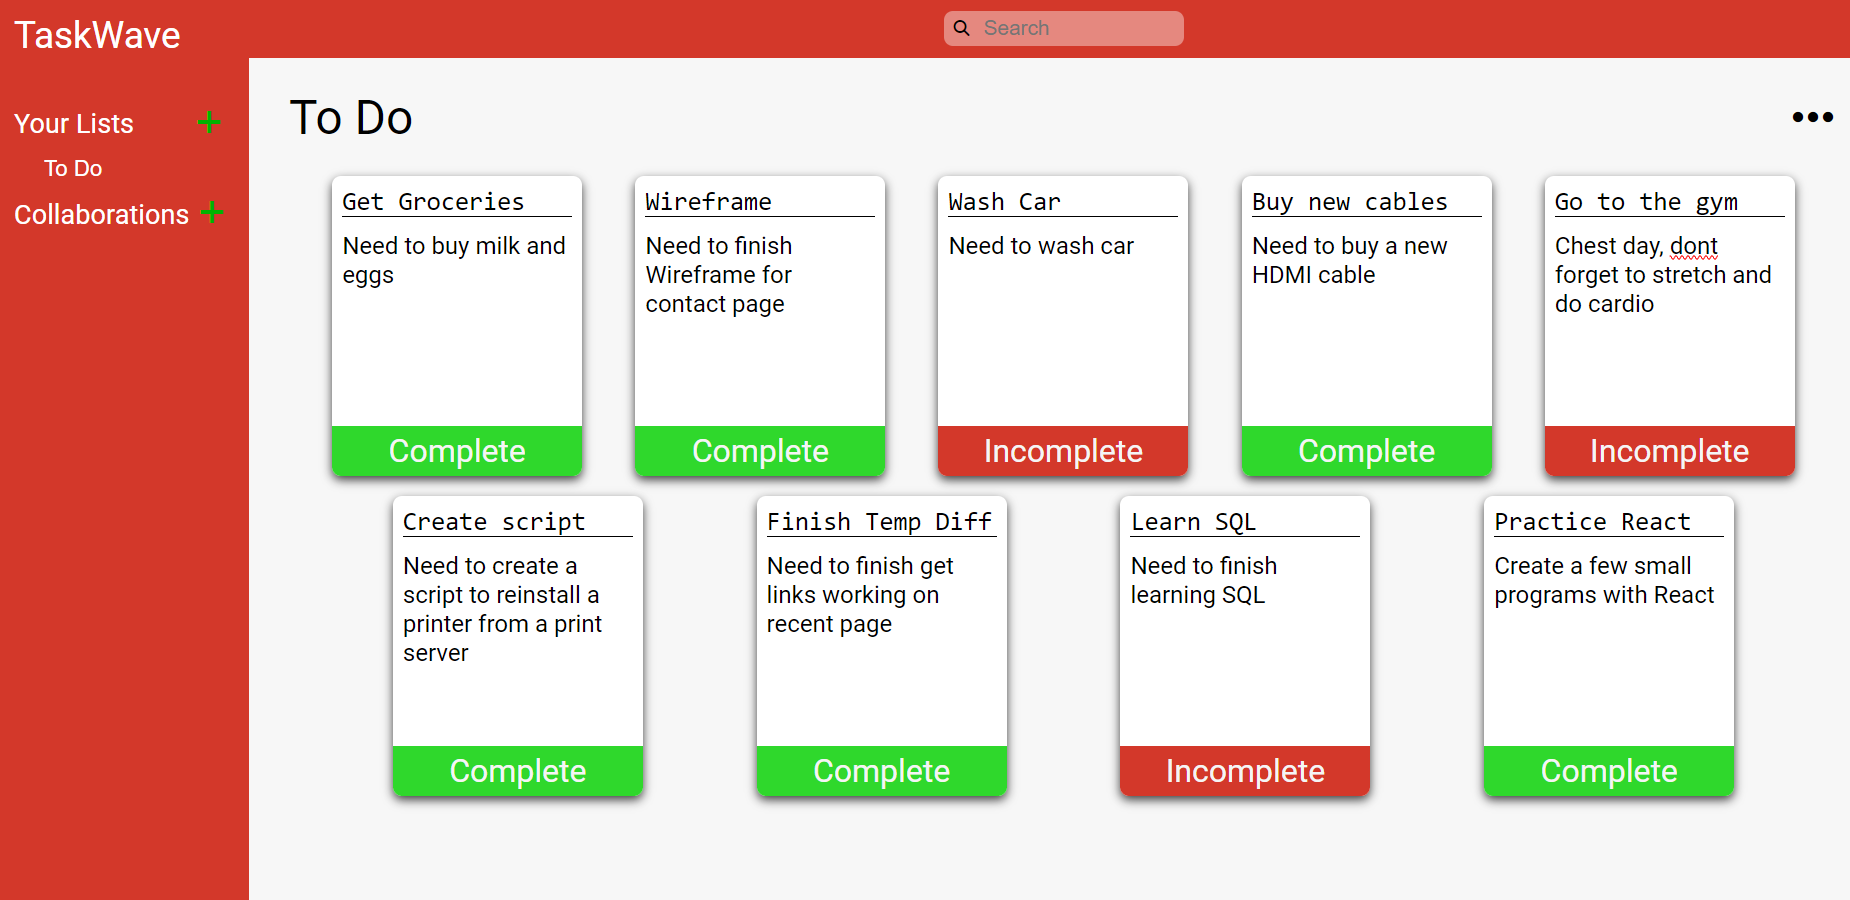 TaskWave
Search
Your Lists
To Do
Collaborations
To Do
Get Groceries
Need to buy milk and
eggs
Complete
Wireframe
Need to finish
Wireframe for
contact page
Complete
Wash Car
Need to wash car
Incomplete
Buy new cables
Need to buy a new
HDMI cable
Complete
Go to the gym
Chest day, dont
forget to stretch and
do cardio
Incomplete
Create script
Need to create a
script to reinstall a
printer from a print
server
Complete
Finish Temp Diff
Need to finish get
links working on
recent page
Complete
Learn SQL
Need to finish
learning SQL
Incomplete
Practice React
Create a few small
programs with React
Complete